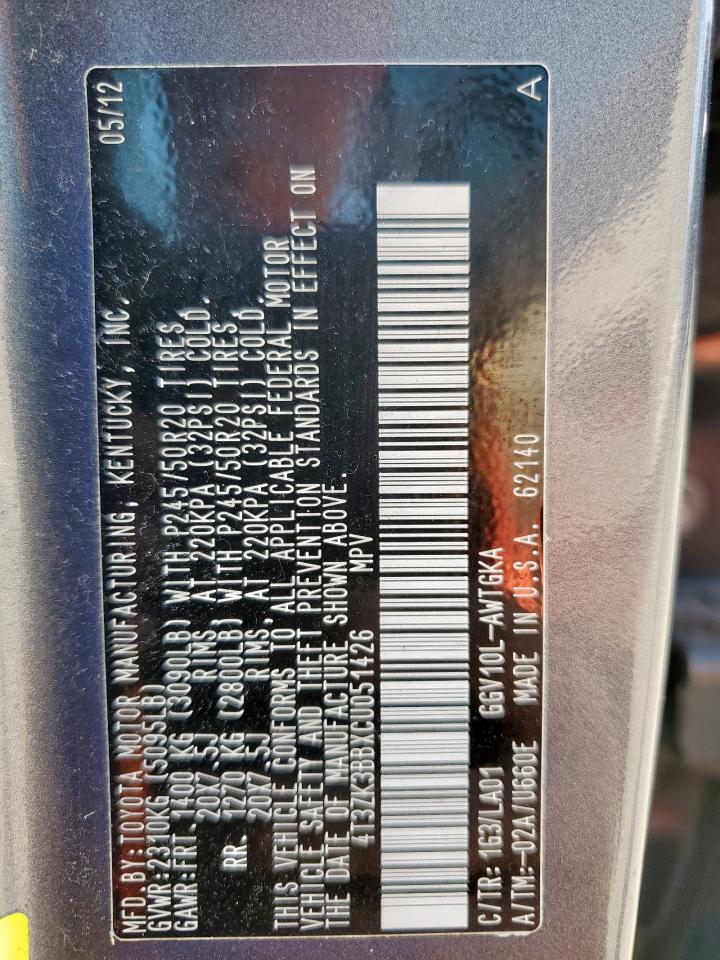 MFD.BY:TOYOTA MOTOR MANUFACTURING, KENTUCKY, INC. 05/12
GVWR:2310KG (5095LB)
GAWR:FRT. 1400 KG (3090LB) WITH P245/50R20 TIRES,
20X7.5J RIMS, AT 220KPA (32PSI) COLD.
RR. 1270 KG (2800LB) WITH P245/50R20 TIRES,
20X7.5J RIMS, AT 220KPA (32PSI) COLD.
THIS VEHICLE CONFORMS TO ALL APPLICABLE FEDERAL MOTOR
VEHICLE SAFETY AND THEFT PREVENTION STANDARDS IN EFFECT ON
THE DATE OF MANUFACTURE SHOWN ABOVE.
4T3ZK3BBXCU051426 MPV
C/TR: 1G3/LA01 GGV10L-AWTGKA
A/TM:-02A/U660E MADE IN U.S.A. 62140 A